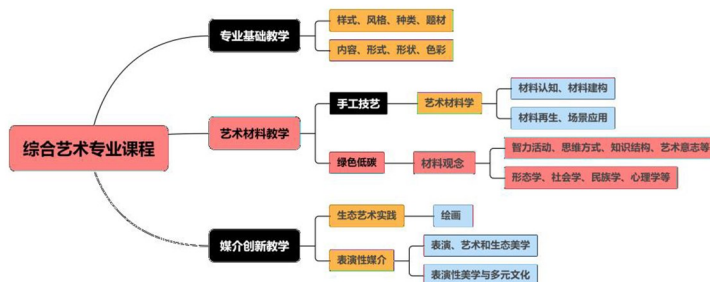 综合艺术专业课程
专业基础教学
样式、风格、种类、题材
内容、形式、形状、色彩
艺术材料教学
手工技艺
艺术材料学
材料认知、材料建构
材料再生、场景应用
绿色低碳
材料观念
智力活动、思维方式、知识结构、艺术意志等
形态学、社会学、民族学、心理学等
媒介创新教学
生态艺术实践
绘画
表演性媒介
表演、艺术和生态美学
表演性美学与多元文化